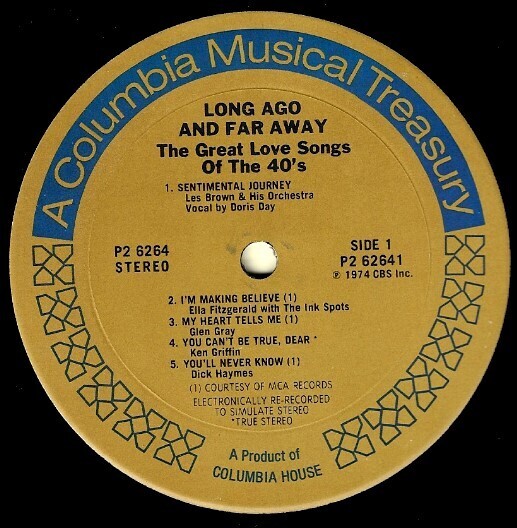 A Columbia Musical Treasury
LONG AGO
AND FAR AWAY
The Great Love Songs
Of The 40's
1. SENTIMENTAL JOURNEY
Les Brown & His Orchestra
Vocal by Doris Day
P2 6264
STEREO
SIDE 1
P2 62641
℗ 1974 CBS Inc.
2. I'M MAKING BELIEVE (1)
Ella Fitzgerald with The Ink Spots
3. MY HEART TELLS ME (1)
Glen Gray
4. YOU CAN'T BE TRUE, DEAR *
Ken Griffin
5. YOU'LL NEVER KNOW (1)
Dick Haymes
(1) COURTESY OF MCA RECORDS
ELECTRONICALLY RE-RECORDED
TO SIMULATE STEREO
*TRUE STEREO
A Product of
COLUMBIA HOUSE